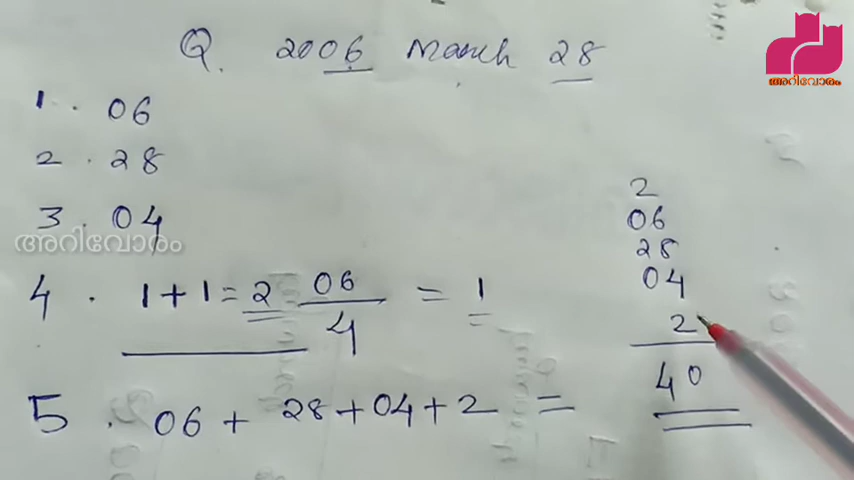 Q. 2006 March 28
അറിവോരം
1. 06
2. 28
3. 04
അറിവോരം
4. 1+1=2 06/4 = 1
5. 06 + 28+04+2 =
2
06
28
04
2
40